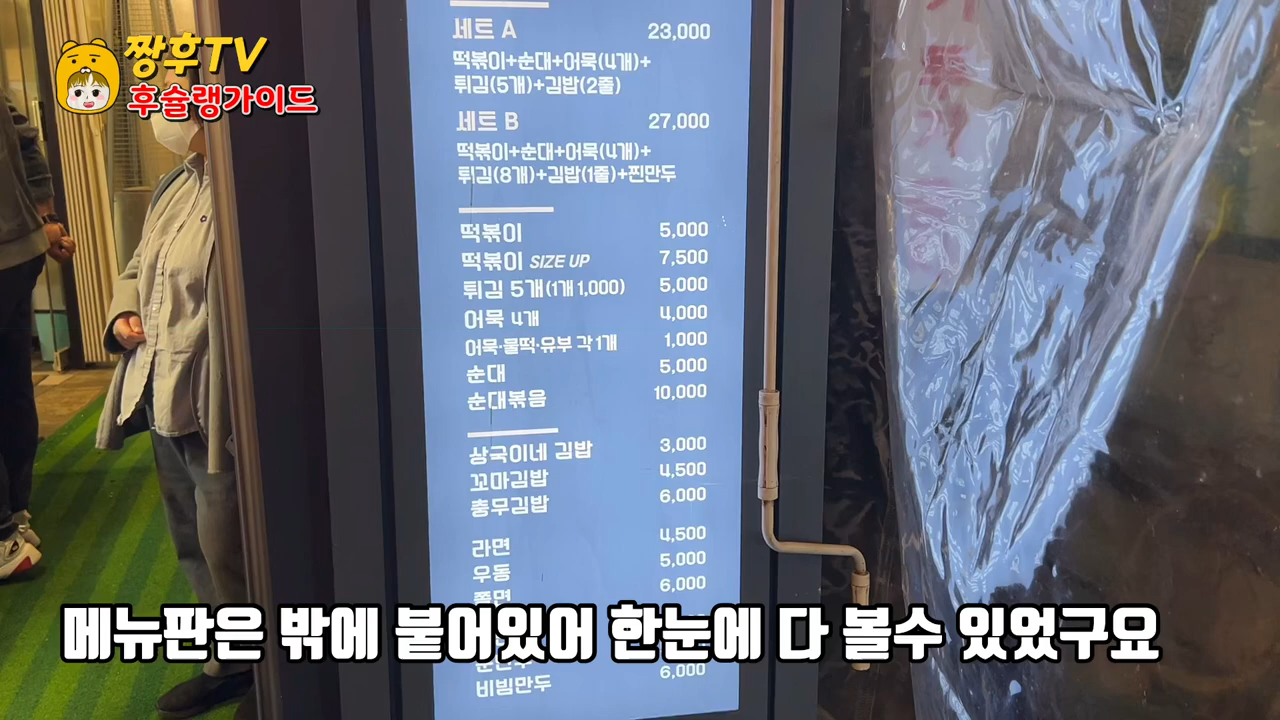 짱후TV
후슐랭가이드
세트 A 23,000
떡볶이+순대+어묵(4개)+
튀김(5개)+김밥(2줄)
세트 B 27,000
떡볶이+순대+어묵(4개)+
튀김(8개)+김밥(1줄)+찐만두
떡볶이 5,000
떡볶이 SIZE UP 7,500
튀김 5개(1개 1,000) 5,000
어묵 4개 4,000
어묵·물떡·유부 각 1개 1,000
순대 5,000
순대볶음 10,000
상국이네 김밥 3,000
꼬마김밥 4,500
충무김밥 6,000
라면 4,500
우동 5,000
쫄면 6,000
비빔만두 6,000
메뉴판은 밖에 붙어있어 한눈에 다 볼수 있었구요